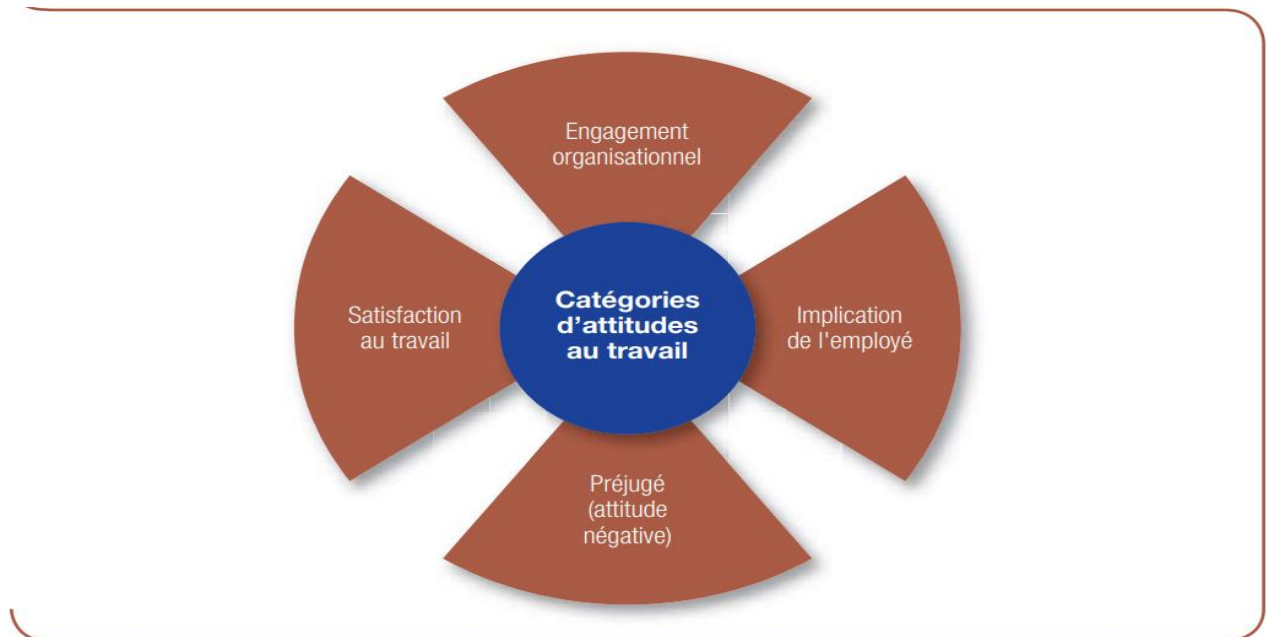 Engagement
organisationnel
Satisfaction
au travail
Catégories
d'attitudes
au travail
Implication
de l'employé
Préjugé
(attitude
négative)